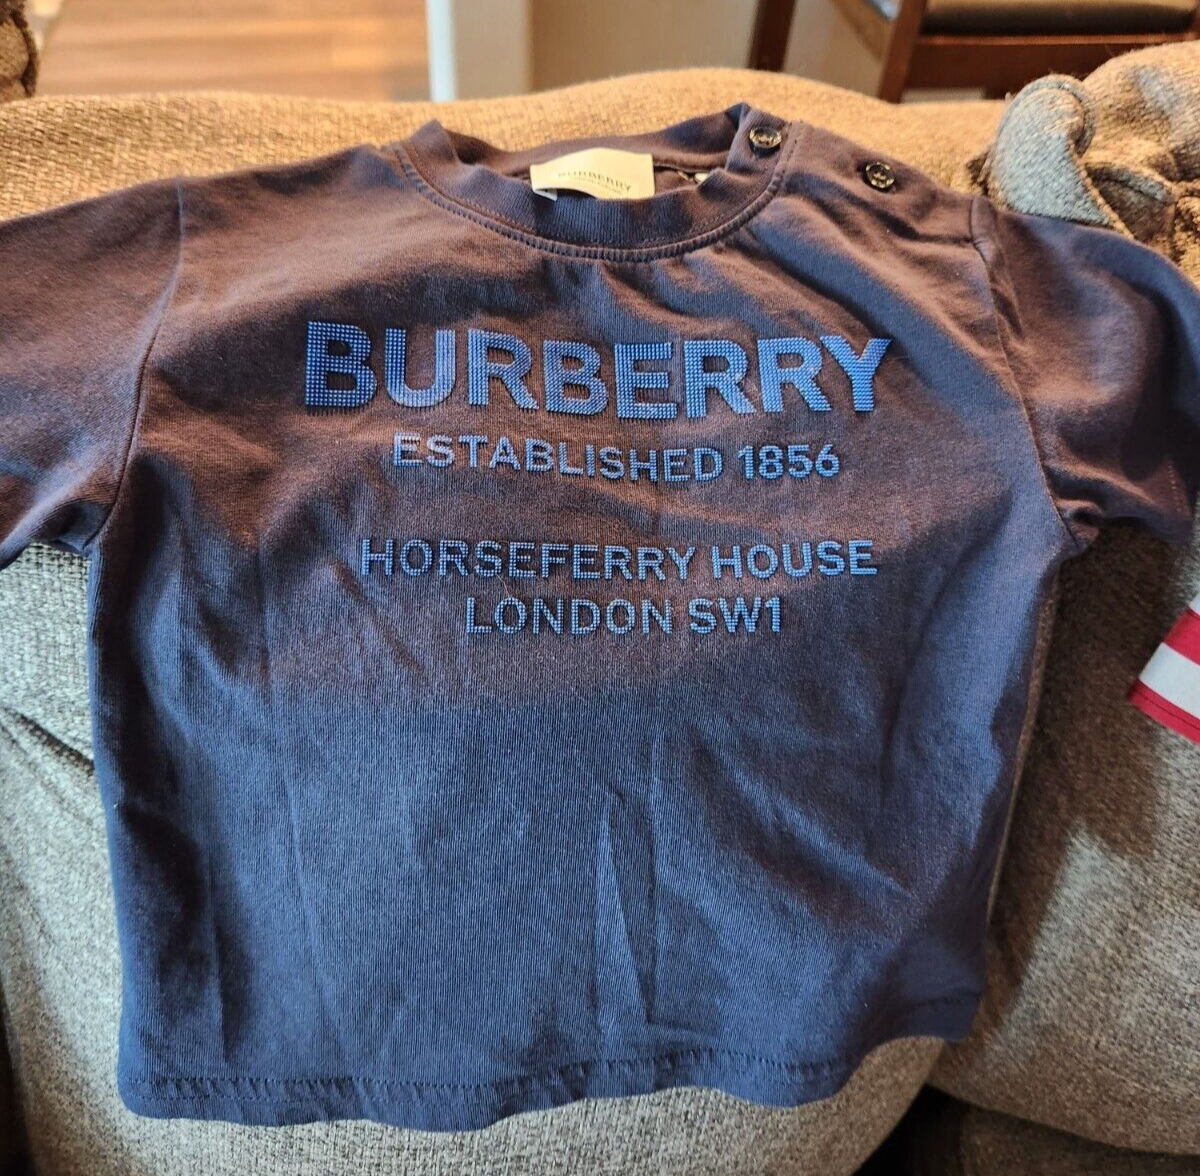 BURBERRY
BURBERRY
ESTABLISHED 1856
HORSEFERRY HOUSE
LONDON SW1